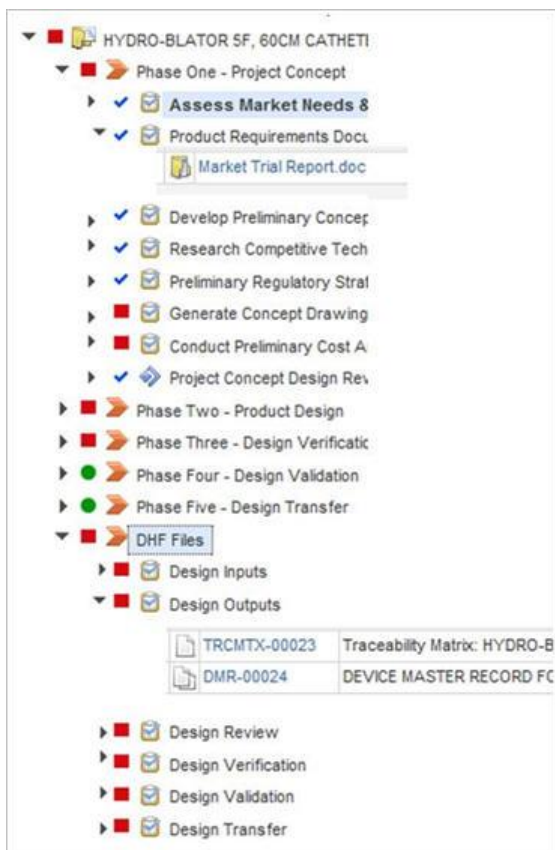 HYDRO-BLATOR 5F, 60CM CATHETI
Phase One - Project Concept
Assess Market Needs &
Product Requirements Docu
Market Trial Report.doc
Develop Preliminary Concep
Research Competitive Tech
Preliminary Regulatory Straf
Generate Concept Drawing
Conduct Preliminary Cost A
Project Concept Design Rev
Phase Two - Product Design
Phase Three - Design Verificatic
Phase Four - Design Validation
Phase Five - Design Transfer
DHF Files
Design Inputs
Design Outputs
TRCMTX-00023 Traceability Matrix: HYDRO-B
DMR-00024 DEVICE MASTER RECORD FO
Design Review
Design Verification
Design Validation
Design Transfer